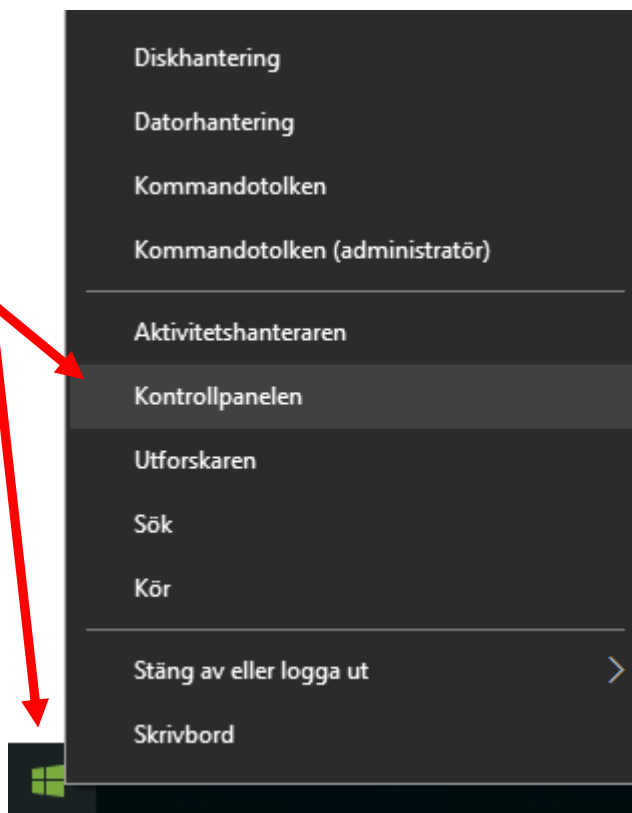 Diskhantering
Datorhantering
Kommandotolken
Kommandotolken (administratör)
Aktivitetshanteraren
Kontrollpanelen
Utforskaren
Sök
Kör
Stäng av eller logga ut
Skrivbord